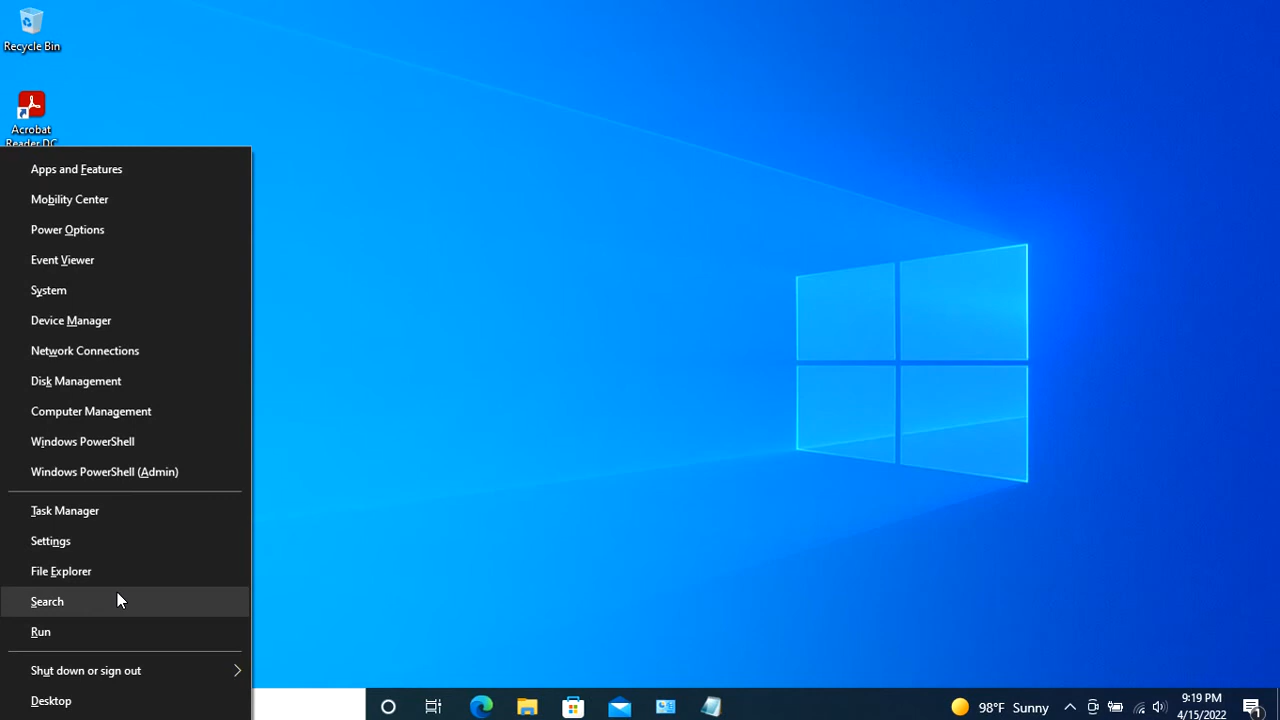 Recycle Bin
Acrobat
Reader DC
Apps and Features
Mobility Center
Power Options
Event Viewer
System
Device Manager
Network Connections
Disk Management
Computer Management
Windows PowerShell
Windows PowerShell (Admin)
Task Manager
Settings
File Explorer
Search
Run
Shut down or sign out
Desktop
98°F Sunny
9:19 PM
4/15/2022
1